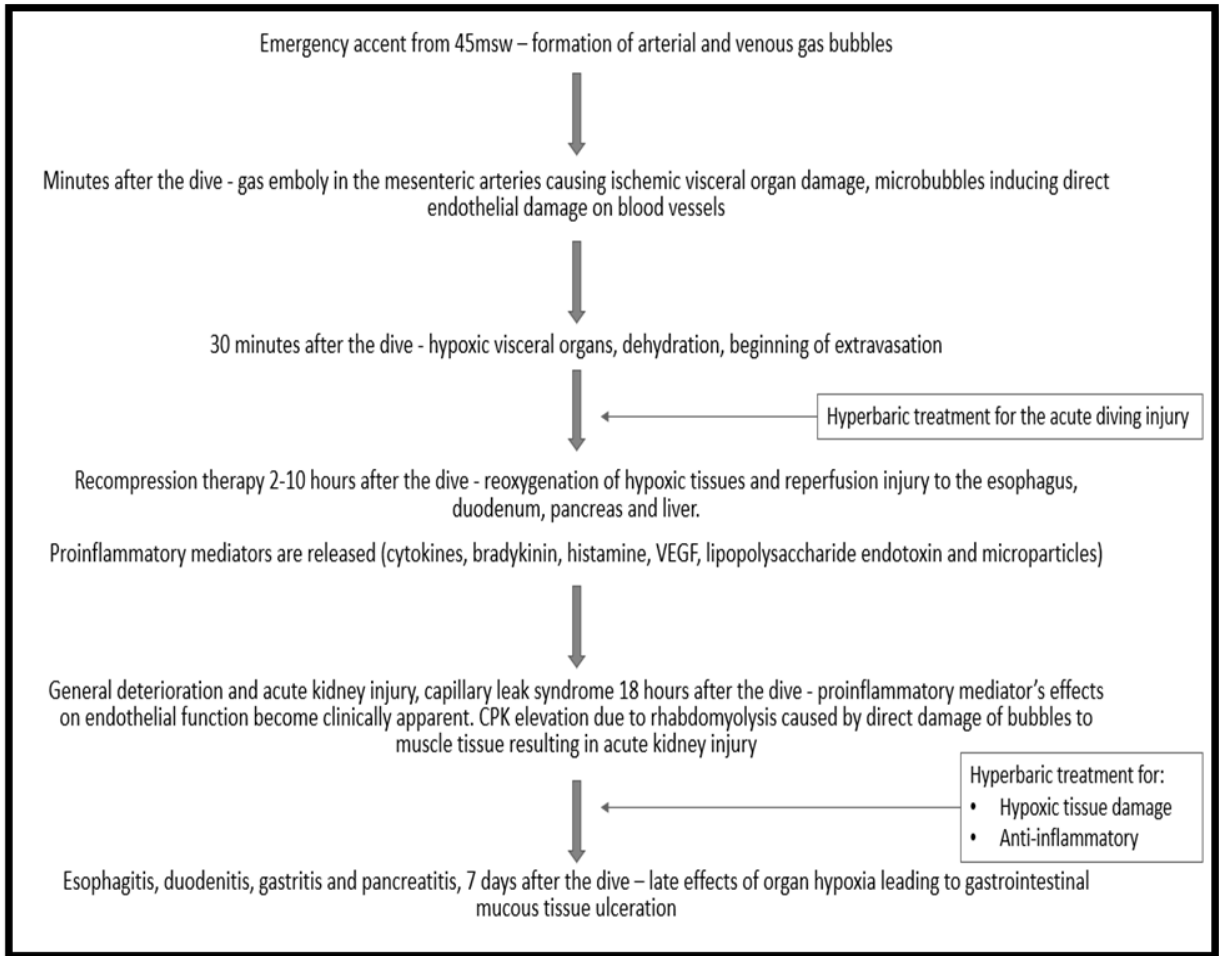 Emergency accent from 45msw – formation of arterial and venous gas bubbles
Minutes after the dive - gas emboly in the mesenteric arteries causing ischemic visceral organ damage, microbubbles inducing direct
endothelial damage on blood vessels
30 minutes after the dive - hypoxic visceral organs, dehydration, beginning of extravasation
Hyperbaric treatment for the acute diving injury
Recompression therapy 2-10 hours after the dive - reoxygenation of hypoxic tissues and reperfusion injury to the esophagus,
duodenum, pancreas and liver.
Proinflammatory mediators are released (cytokines, bradykinin, histamine, VEGF, lipopolysaccharide endotoxin and microparticles)
General deterioration and acute kidney injury, capillary leak syndrome 18 hours after the dive - proinflammatory mediator's effects
on endothelial function become clinically apparent. CPK elevation due to rhabdomyolysis caused by direct damage of bubbles to
muscle tissue resulting in acute kidney injury
Hyperbaric treatment for:
• Hypoxic tissue damage
• Anti-inflammatory
Esophagitis, duodenitis, gastritis and pancreatitis, 7 days after the dive – late effects of organ hypoxia leading to gastrointestinal
mucous tissue ulceration